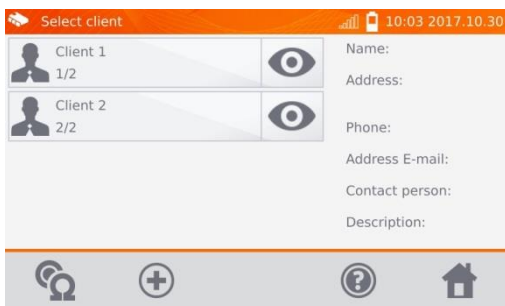 Select client
10:03 2017.10.30
Client 1
1/2
Client 2
2/2
Name:
Address:
Phone:
Address E-mail:
Contact person:
Description: